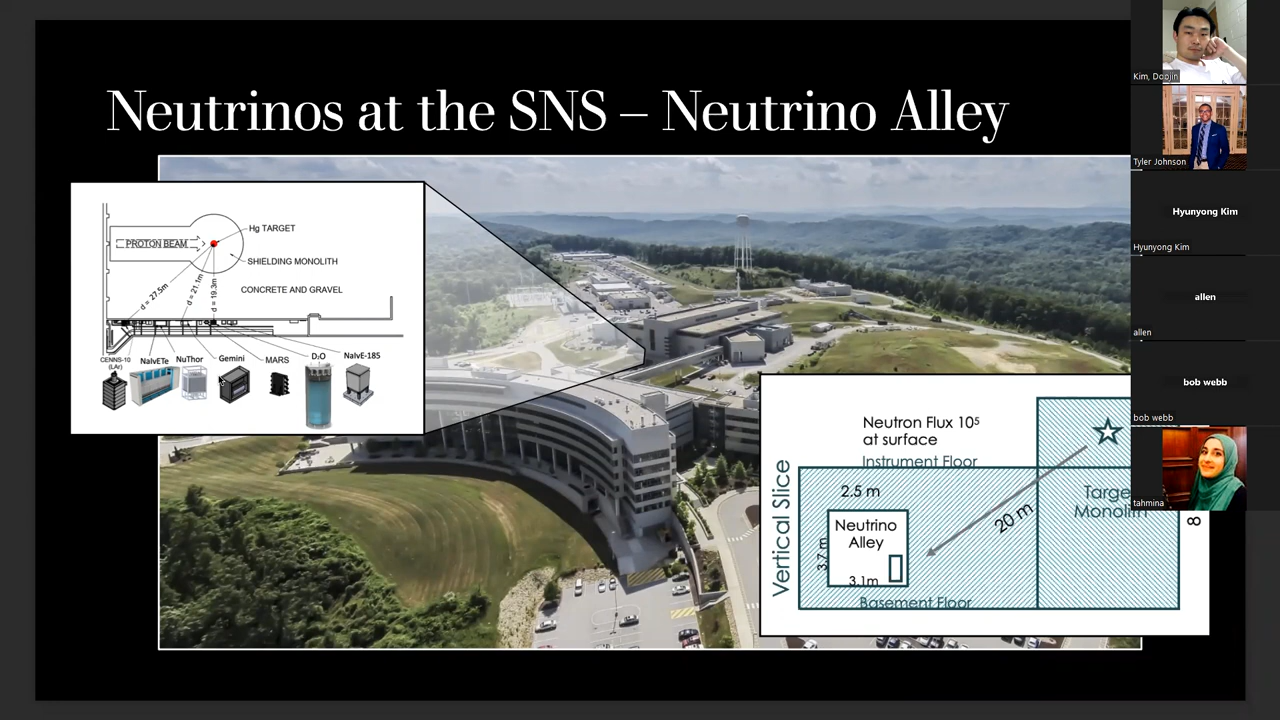 Neutrinos at the SNS – Neutrino Alley
PROTON BEAM
Hg TARGET
SHIELDING MONOLITH
CONCRETE AND GRAVEL
d = 27.5m
d = 21.1m
d = 19.3m
CENNS-10
(LAr)
NaIvETe
NuThor
Gemini
MARS
D₂O
NaIvE-185
Neutron Flux 10⁵
at surface
Instrument Floor
Vertical Slice
2.5 m
Neutrino
Alley
3.7 m
3.1m
Basement Floor
20 m
Targe
Monolith
8
Kim, Doojin
Tyler Johnson
Hyunyong Kim
Hyunyong Kim
allen
allen
bob webb
bob webb
tahmina